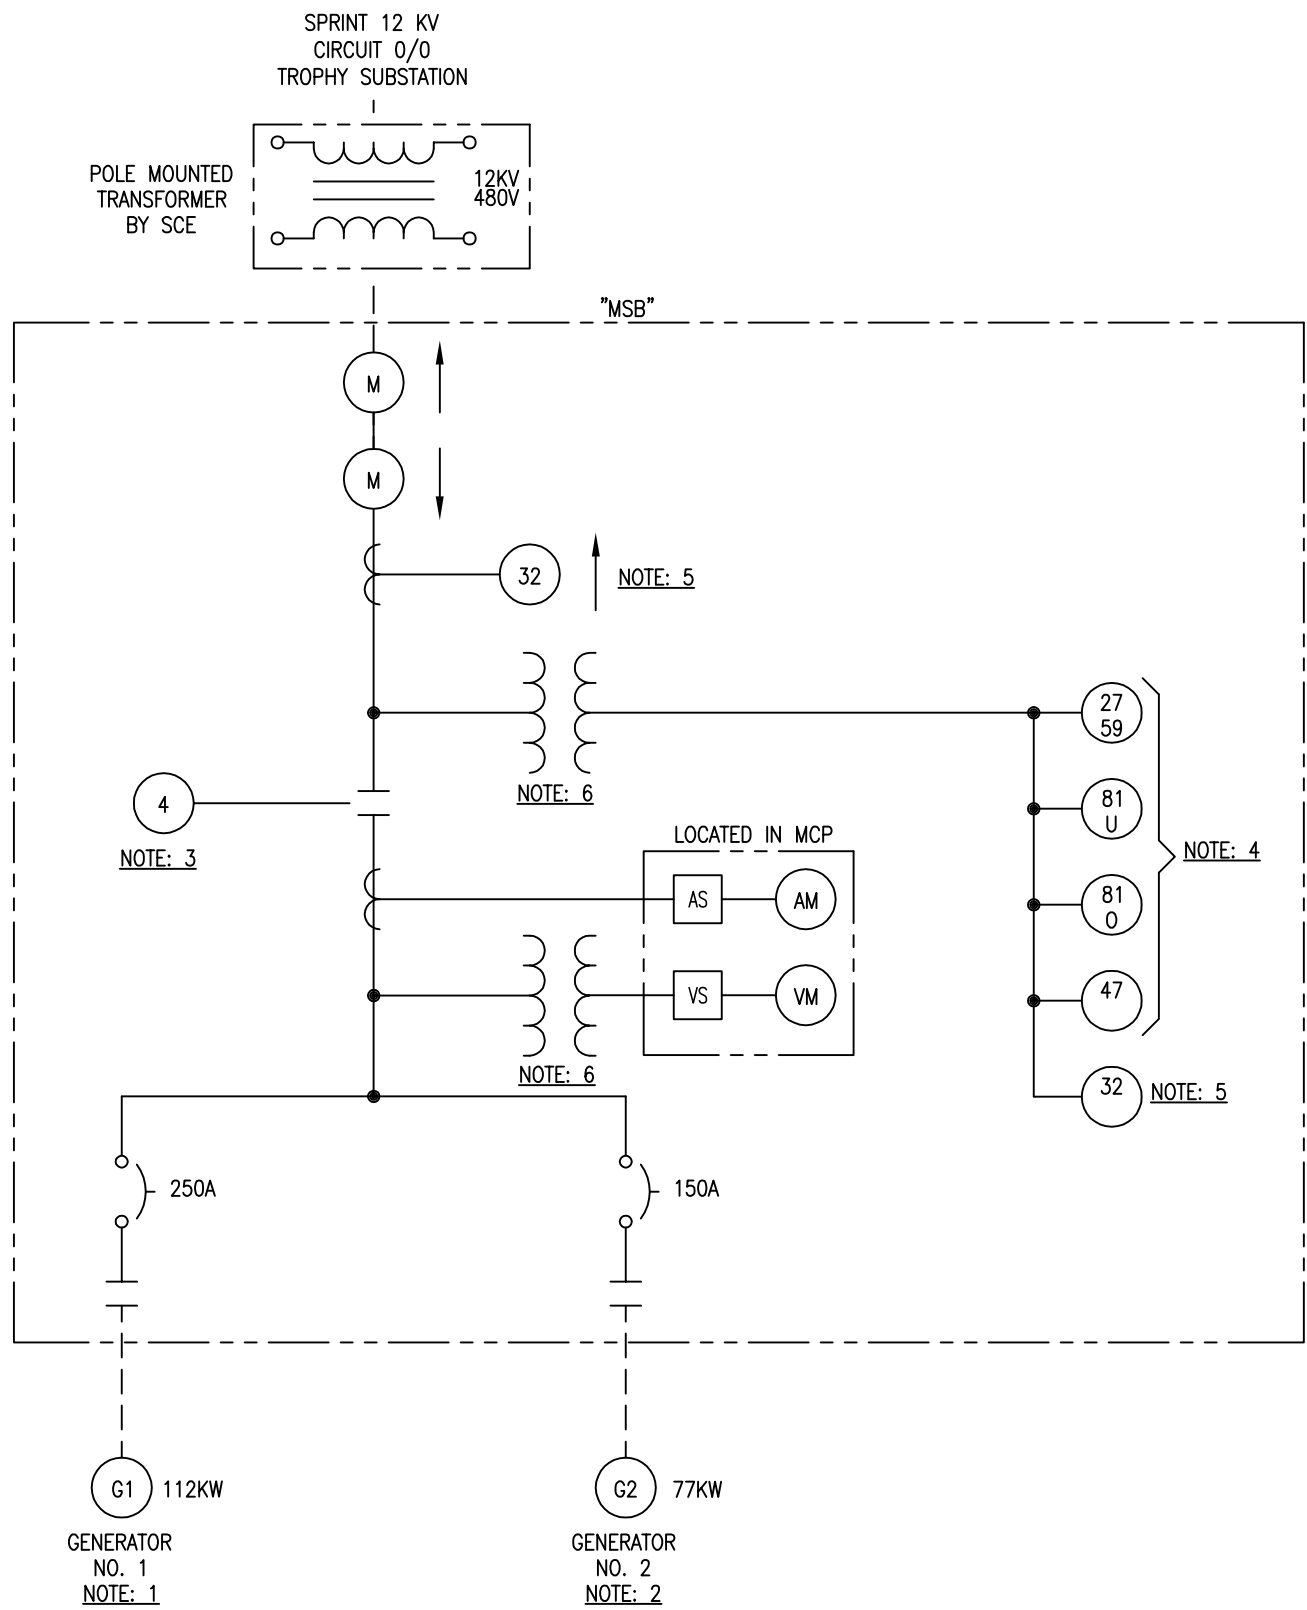 SPRINT 12 KV
CIRCUIT 0/0
TROPHY SUBSTATION
POLE MOUNTED
TRANSFORMER
BY SCE
12KV
480V
"MSB"
M
M
32
NOTE: 5
27
59
NOTE: 6
4
NOTE: 3
81
U
LOCATED IN MCP
NOTE: 4
AS
AM
81
O
VS
VM
47
NOTE: 6
32
NOTE: 5
250A
150A
G1
112KW
G2
77KW
GENERATOR
NO. 1
NOTE: 1
GENERATOR
NO. 2
NOTE: 2